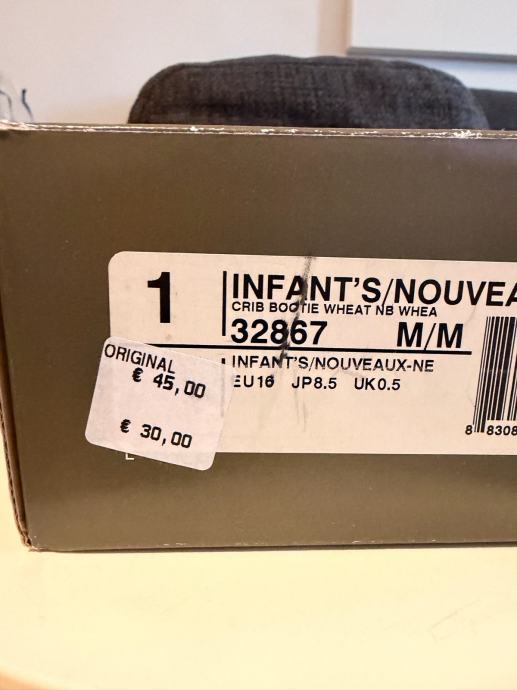 1
INFANT'S/NOUVEA
CRIB BOOTIE WHEAT NB WHEA
32867 M/M
INFANT'S/NOUVEAUX-NE
EU16 JP8.5 UK0.5
ORIGINAL
€ 45,00
€ 30,00
8 8308